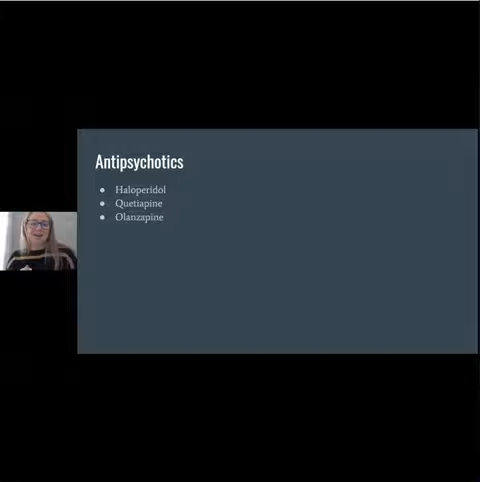 Antipsychotics
● Haloperidol
● Quetiapine
● Olanzapine